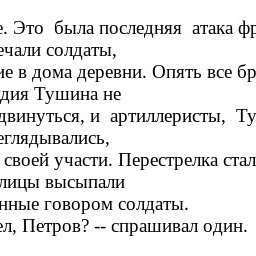 е. Это  была последняя  атака фр
ечали солдаты,
ие в дома деревни. Опять все бр
дия Тушина не
двинуться, и  артиллеристы,  Ту
еглядывались,
своей участи. Перестрелка стал
лицы высыпали
нные говором солдаты.
ел, Петров? -- спрашивал один.